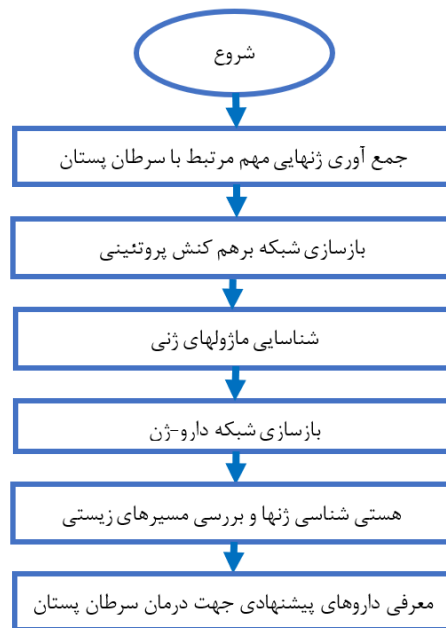 شروع
جمع آوری ژنهایی مهم مرتبط با سرطان پستان
بازسازی شبکه برهم کنش پروتئینی
شناسایی ماژولهای ژنی
بازسازی شبکه دارو-ژن
هستی شناسی ژنها و بررسی مسیرهای زیستی
معرفی داروهای پیشنهادی جهت درمان سرطان پستان